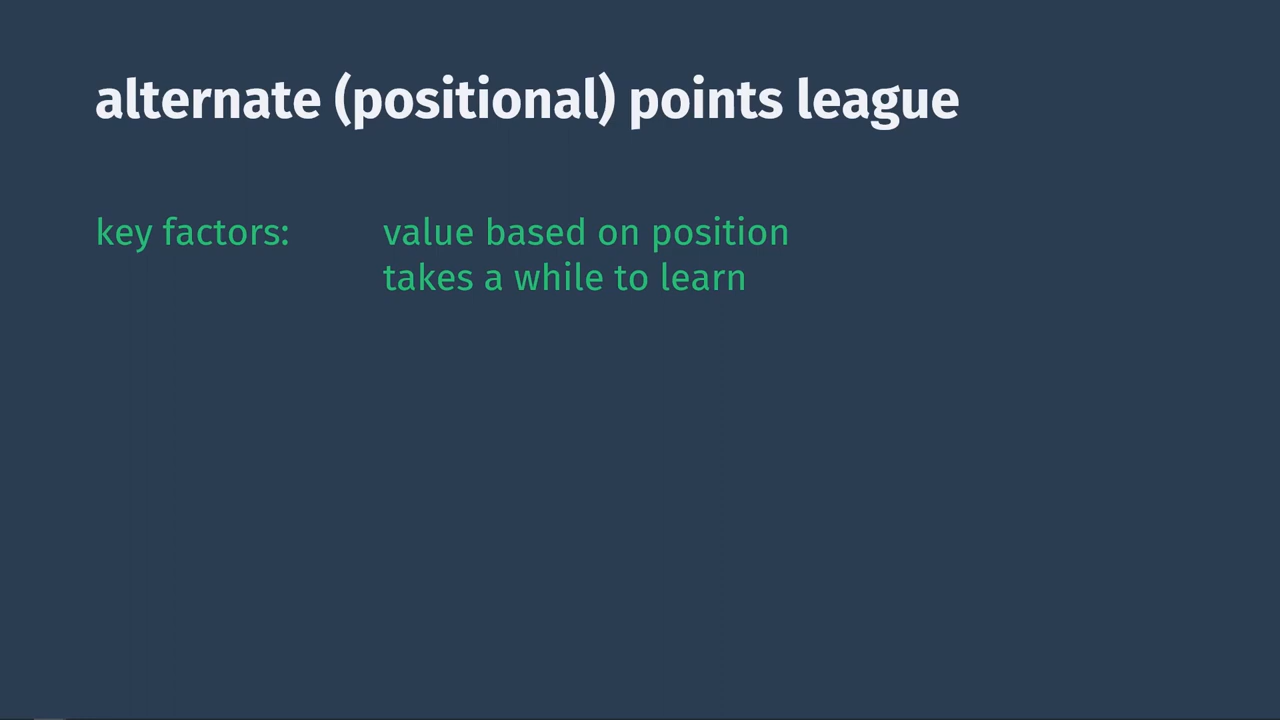 alternate (positional) points league
key factors: value based on position
takes a while to learn